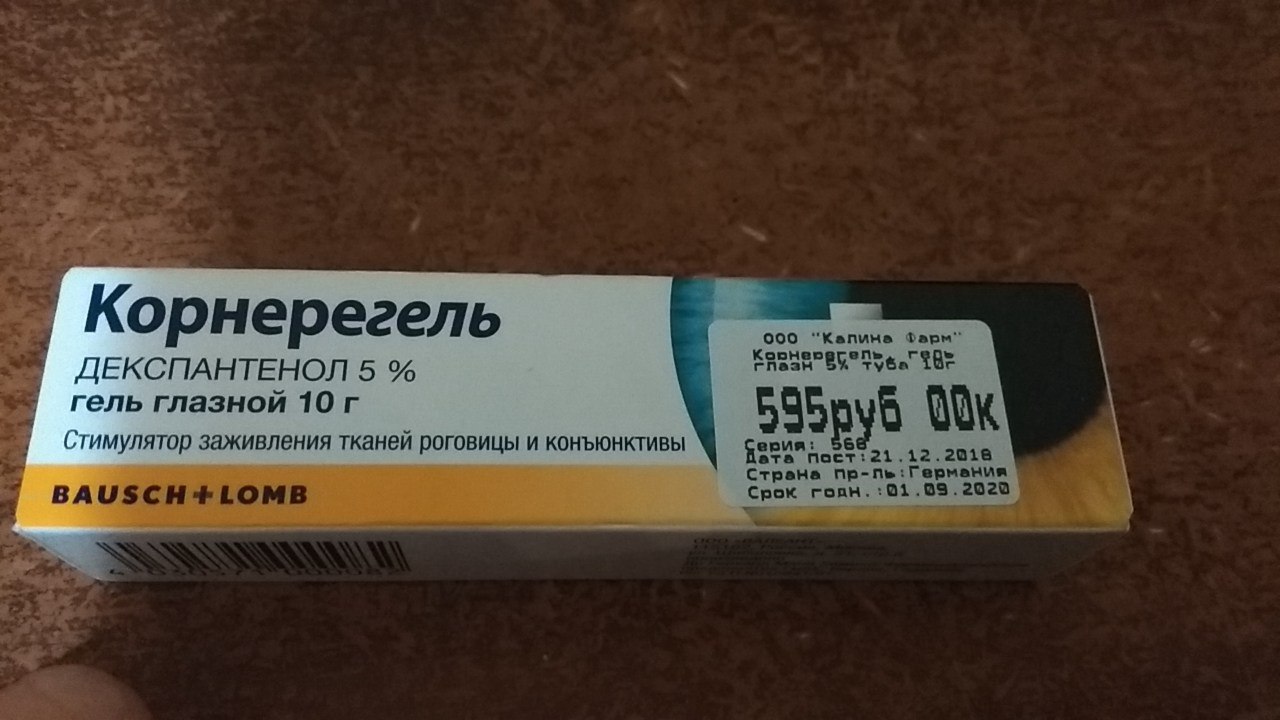 Корнерегель
ДЕКСПАНТЕНОЛ 5 %
гель глазной 10 г
Стимулятор заживления тканей роговицы и конъюнктивы
BAUSCH+LOMB
ООО "Калина Фарм"
Корнерегель, гель
глазн 5% туба 10г
595руб 00к
Серия: 568
Дата пост:21.12.2018
Страна пр-ль:Германия
Срок годн.:01.09.2020